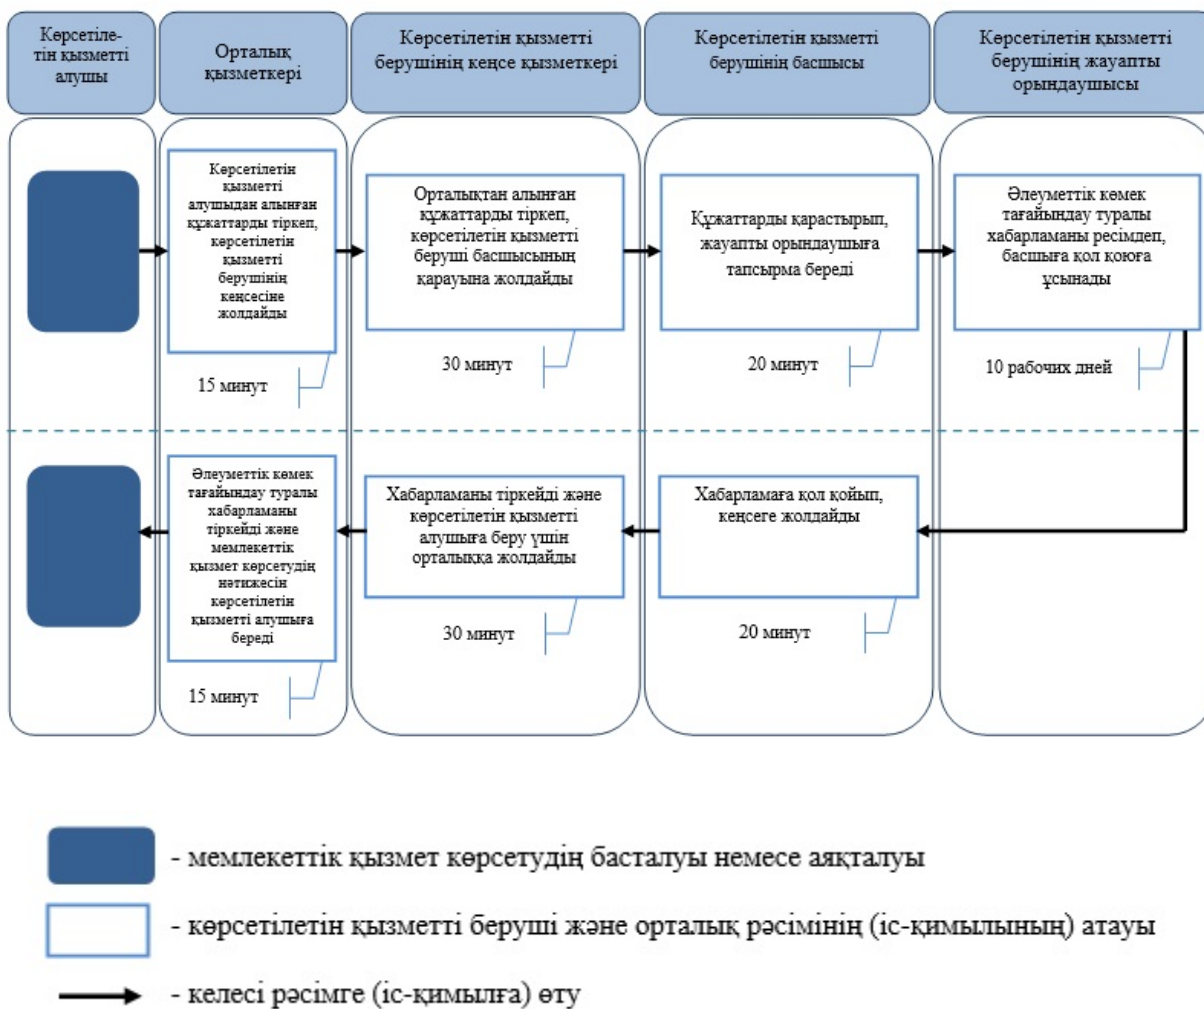 Көрсетіле-
тін қызметті
алушы
Орталық
қызметкері
Көрсетілетін қызметті
берушінің кеңсе қызметкері
Көрсетілетін қызметті
берушінің басшысы
Көрсетілетін қызметті
берушінің жауапты
орындаушысы
Көрсетілетін
қызметті
алушыдан алынған
құжаттарды тіркеп,
көрсетілетін
қызметті
берушінің
кеңсесіне
жолдайды
15 минут
Орталықтан алынған
құжаттарды тіркеп,
көрсетілетін қызметті
беруші басшысының
қарауына жолдайды
30 минут
Құжаттарды қарастырып,
жауапты орындаушыға
тапсырма береді
20 минут
Әлеуметтік көмек
тағайындау туралы
хабарламаны ресімдеп,
басшыға қол қоюға
ұсынады
10 рабочих дней
Әлеуметтік көмек
тағайындау туралы
хабарламаны
тіркейді және
мемлекеттік
қызмет көрсетудің
нәтижесін
көрсетілетін
қызметті алушыға
береді
15 минут
Хабарламаны тіркейді және
көрсетілетін қызметті
алушыға беру үшін
орталыққа жолдайды
30 минут
Хабарламаға қол қойып,
кеңсеге жолдайды
20 минут
- мемлекеттік қызмет көрсетудің басталуы немесе аяқталуы
- көрсетілетін қызметті беруші және орталық рәсімінің (іс-қимылының) атауы
- келесі рәсімге (іс-қимылға) өту